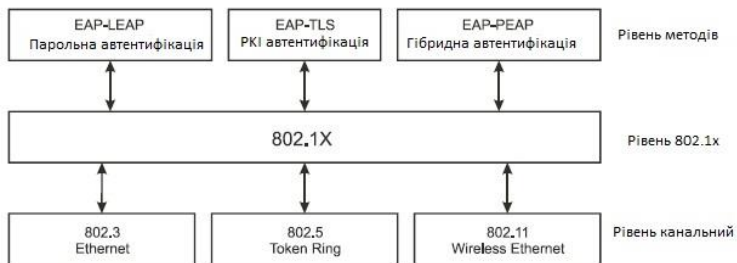 EAP-LEAP
Парольна автентифікація
EAP-TLS
PKI автентифікація
EAP-PEAP
Гібридна автентифікація
Рівень методів
802.1X
Рівень 802.1x
802.3
Ethernet
802.5
Token Ring
802.11
Wireless Ethernet
Рівень канальний